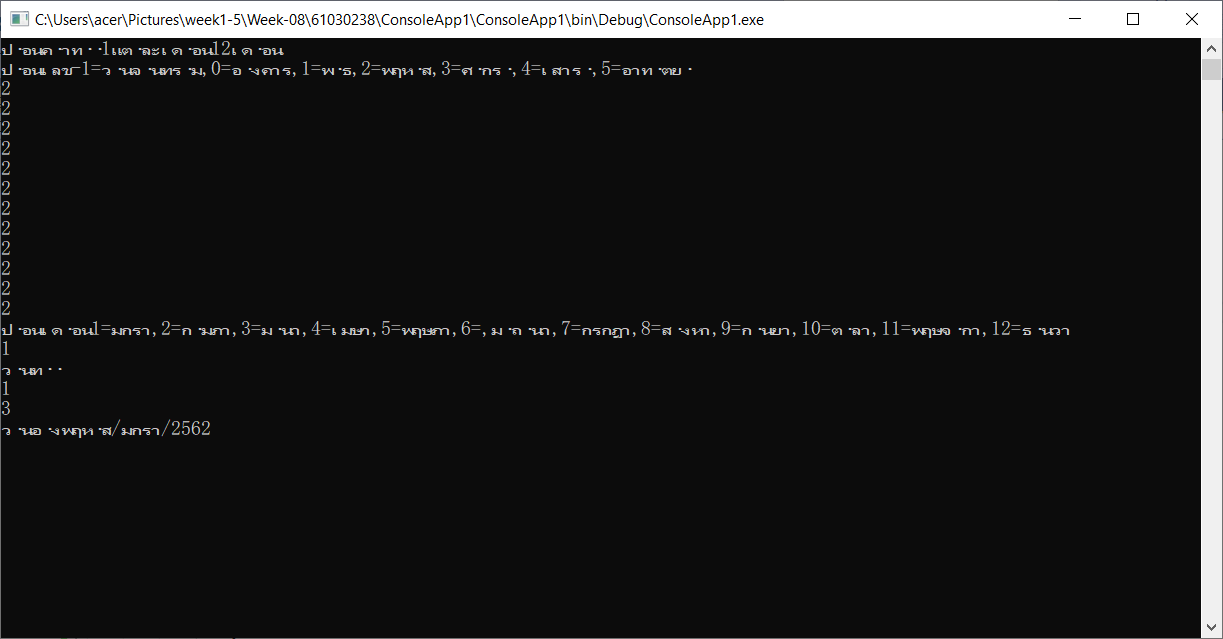 C:\Users\acer\Pictures\week1-5\Week-08\61030238\ConsoleApp1\ConsoleApp1\bin\Debug\ConsoleApp1.exe
ป้อนค่าที่1แต่ละเดือน12เดือน
ป้อนเลข-1=วันจันทร์ม,0=อังคาร,1=พุธ,2=พฤหัส,3=ศุกร์,4=เสาร์,5=อาทิตย์
2
2
2
2
2
2
2
2
2
2
2
2
ป้อนเดือน1=มกรา,2=กุมภา,3=มีนา,4=เมษา,5=พฤษภา,6=,มิถุนา,7=กรกฎา,8=สิงหา,9=กันยา,10=ตุลา,11=พฤษจิกา,12=ธันวา
1
วันที่
1
3
วันอังพฤหัส/มกรา/2562